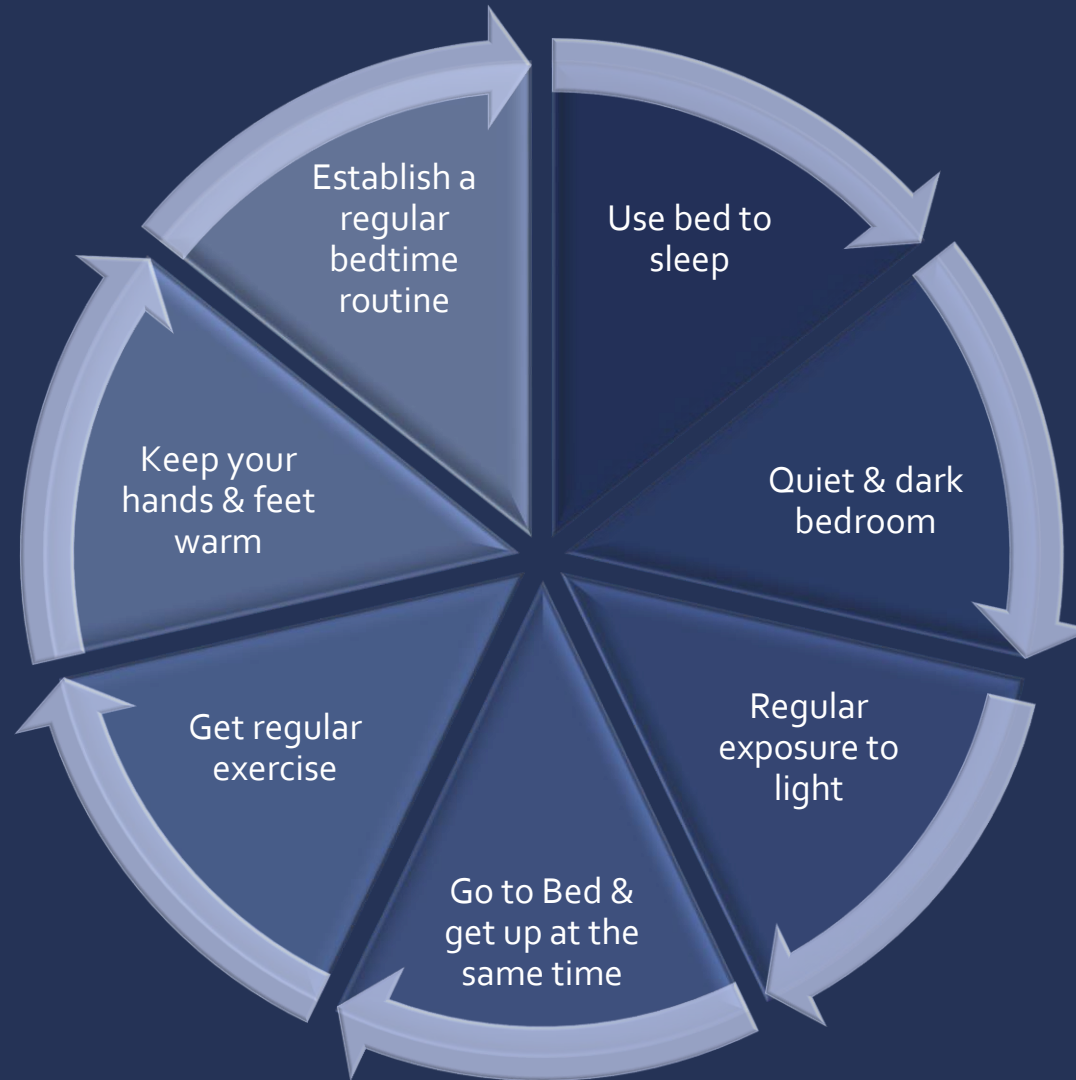 Use bed to
sleep
Quiet & dark
bedroom
Regular
exposure to
light
Go to Bed &
get up at the
same time
Get regular
exercise
Keep your
hands & feet
warm
Establish a
regular
bedtime
routine